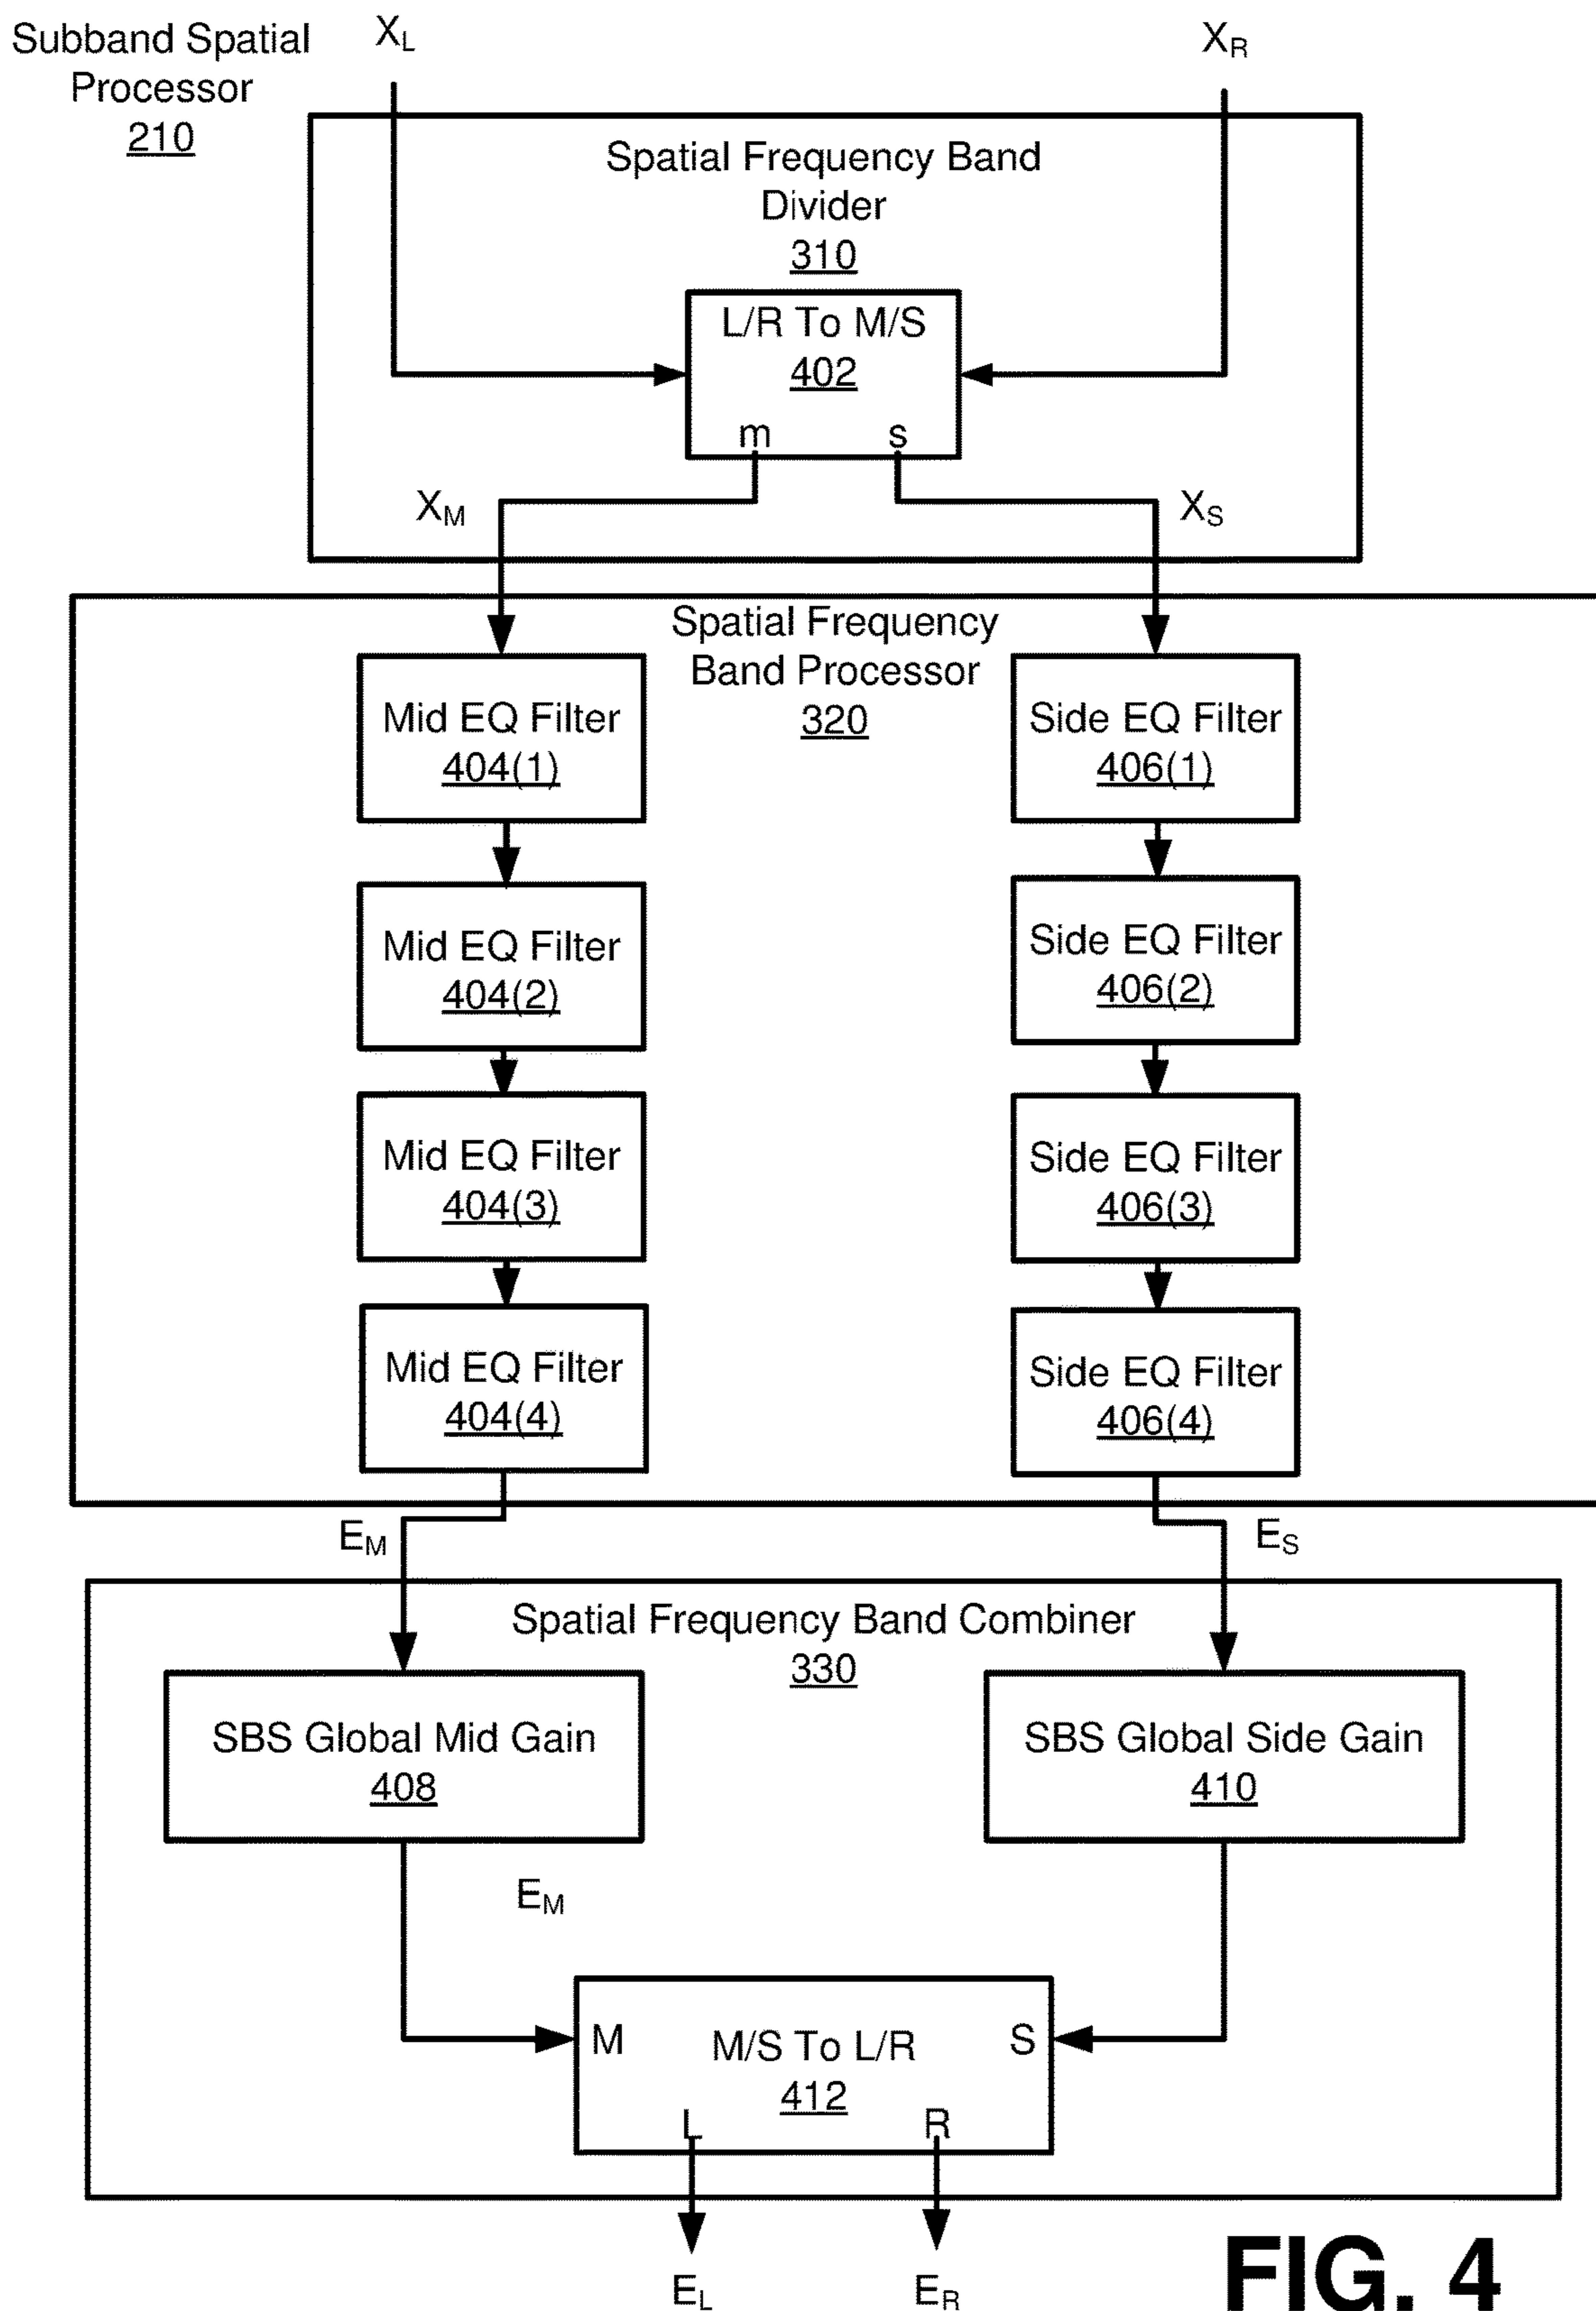 Subband Spatial
Processor
210
XL
XR
Spatial Frequency Band
Divider
310
L/R To M/S
402
m
s
XM
XS
Spatial Frequency
Band Processor
320
Mid EQ Filter
404(1)
Side EQ Filter
406(1)
Mid EQ Filter
404(2)
Side EQ Filter
406(2)
Mid EQ Filter
404(3)
Side EQ Filter
406(3)
Mid EQ Filter
404(4)
Side EQ Filter
406(4)
EM
ES
Spatial Frequency Band Combiner
330
SBS Global Mid Gain
408
SBS Global Side Gain
410
EM
M
M/S To L/R
412
S
L
R
EL
ER
FIG. 4